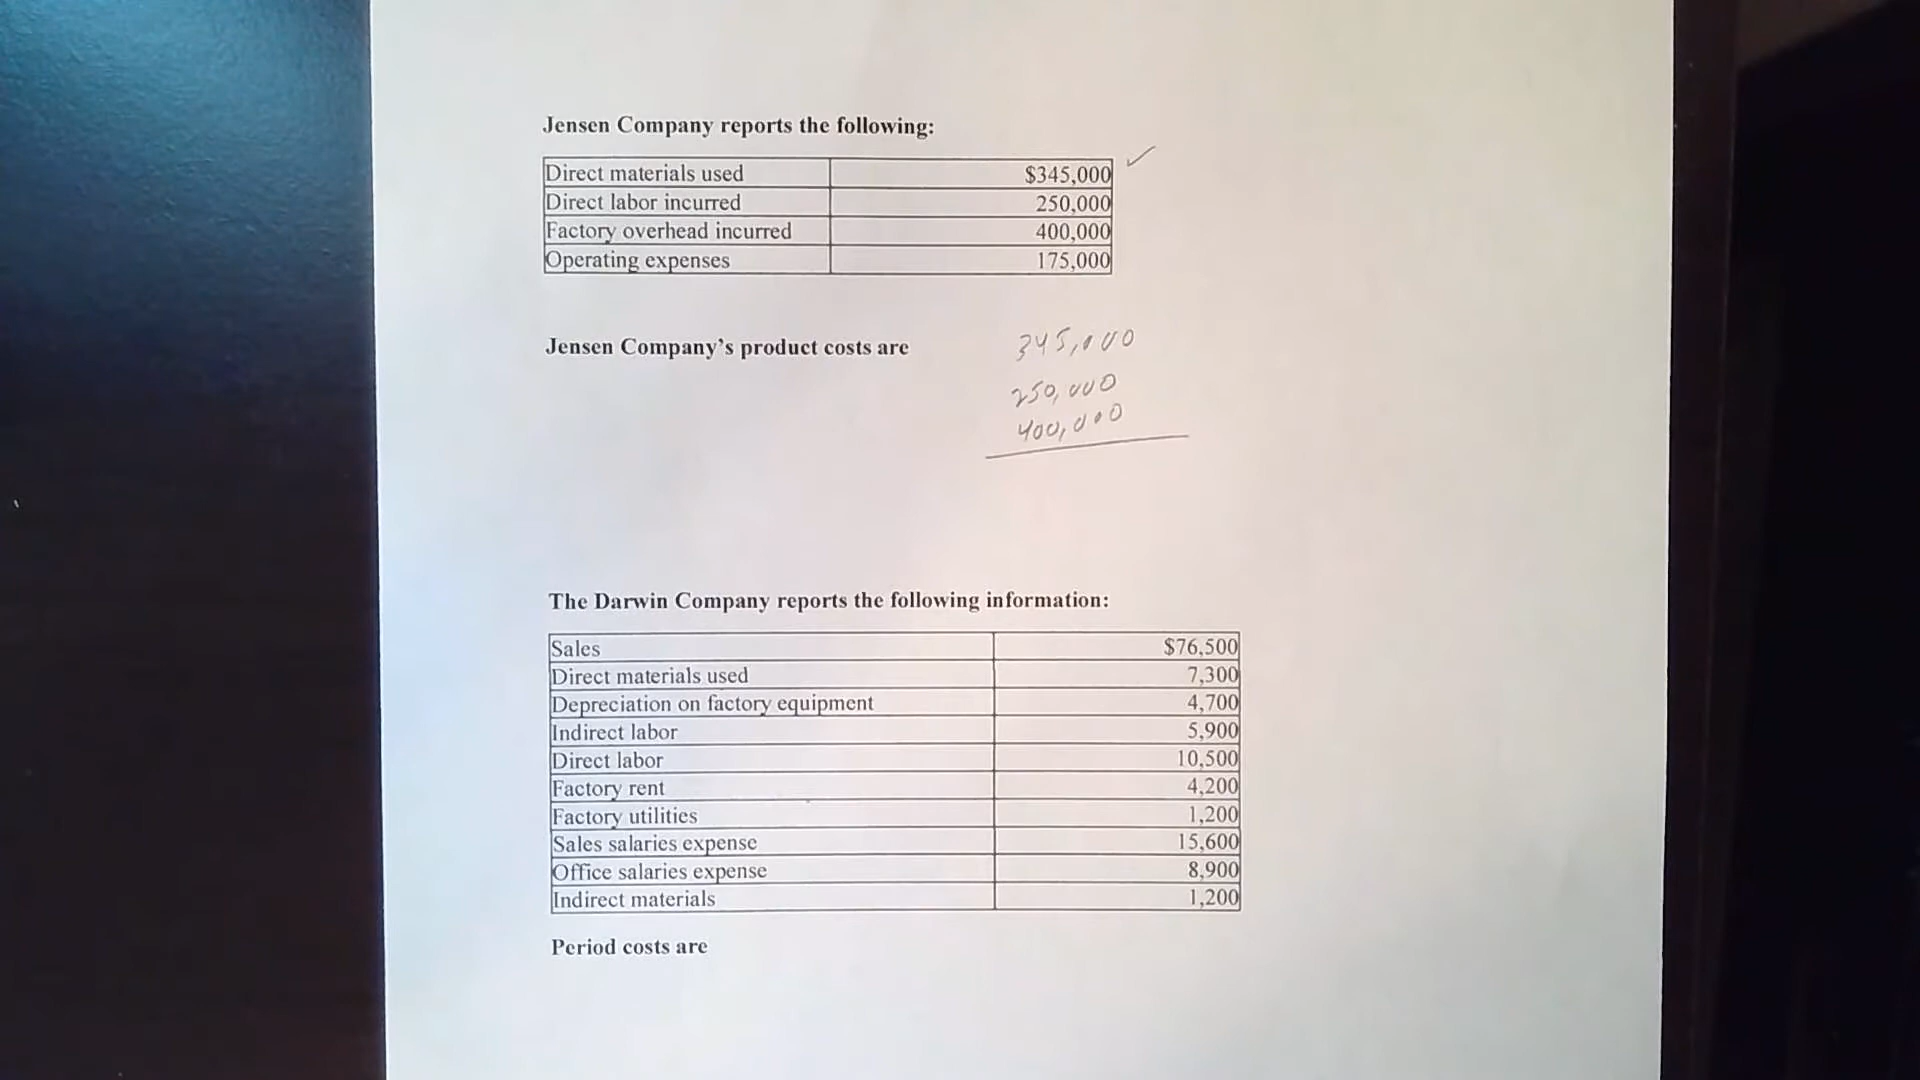 Jensen Company reports the following:
Direct materials used $345,000
Direct labor incurred 250,000
Factory overhead incurred 400,000
Operating expenses 175,000
Jensen Company's product costs are 345,000
250,000
400,000
The Darwin Company reports the following information:
Sales $76,500
Direct materials used 7,300
Depreciation on factory equipment 4,700
Indirect labor 5,900
Direct labor 10,500
Factory rent 4,200
Factory utilities 1,200
Sales salaries expense 15,600
Office salaries expense 8,900
Indirect materials 1,200
Period costs are